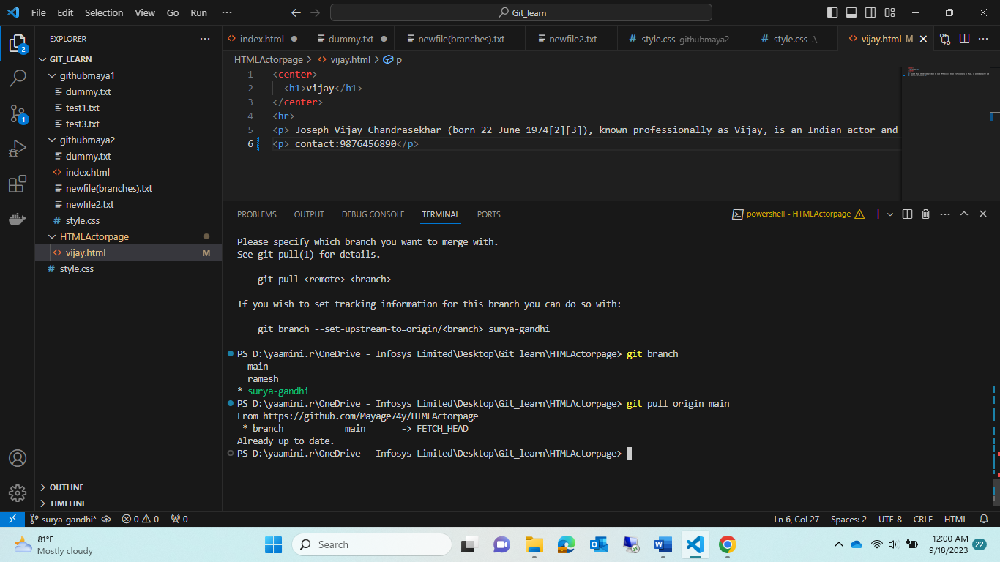 File Edit Selection View Go Run ··· Git_learn
EXPLORER ···
index.html dummy.txt newfile(branches).txt newfile2.txt style.css githubmaya2 style.css .\ vijay.html M
GIT_LEARN
githubmaya1
dummy.txt
test1.txt
test3.txt
githubmaya2
dummy.txt
index.html
newfile(branches).txt
newfile2.txt
style.css
HTMLActorpage
vijay.html M
style.css
OUTLINE
TIMELINE
2
1
HTMLActorpage > vijay.html > p
1 <center>
2 <h1>vijay</h1>
3 </center>
4 <hr>
5 <p> Joseph Vijay Chandrasekhar (born 22 June 1974[2][3]), known professionally as Vijay, is an Indian actor and
6 <p> contact:9876456890</p>
PROBLEMS OUTPUT DEBUG CONSOLE TERMINAL PORTS powershell - HTMLActorpage
Please specify which branch you want to merge with.
See git-pull(1) for details.
git pull <remote> <branch>
If you wish to set tracking information for this branch you can do so with:
git branch --set-upstream-to=origin/<branch> surya-gandhi
PS D:\yaamini.r\OneDrive - Infosys Limited\Desktop\Git_learn\HTMLActorpage> git branch
main
ramesh
* surya-gandhi
PS D:\yaamini.r\OneDrive - Infosys Limited\Desktop\Git_learn\HTMLActorpage> git pull origin main
From https://github.com/Mayage74y/HTMLActorpage
* branch main -> FETCH_HEAD
Already up to date.
PS D:\yaamini.r\OneDrive - Infosys Limited\Desktop\Git_learn\HTMLActorpage>
surya-gandhi* 0 0 0 Ln 6, Col 27 Spaces: 2 UTF-8 CRLF HTML
81°F
Mostly cloudy
Search
12:00 AM
9/18/2023
22